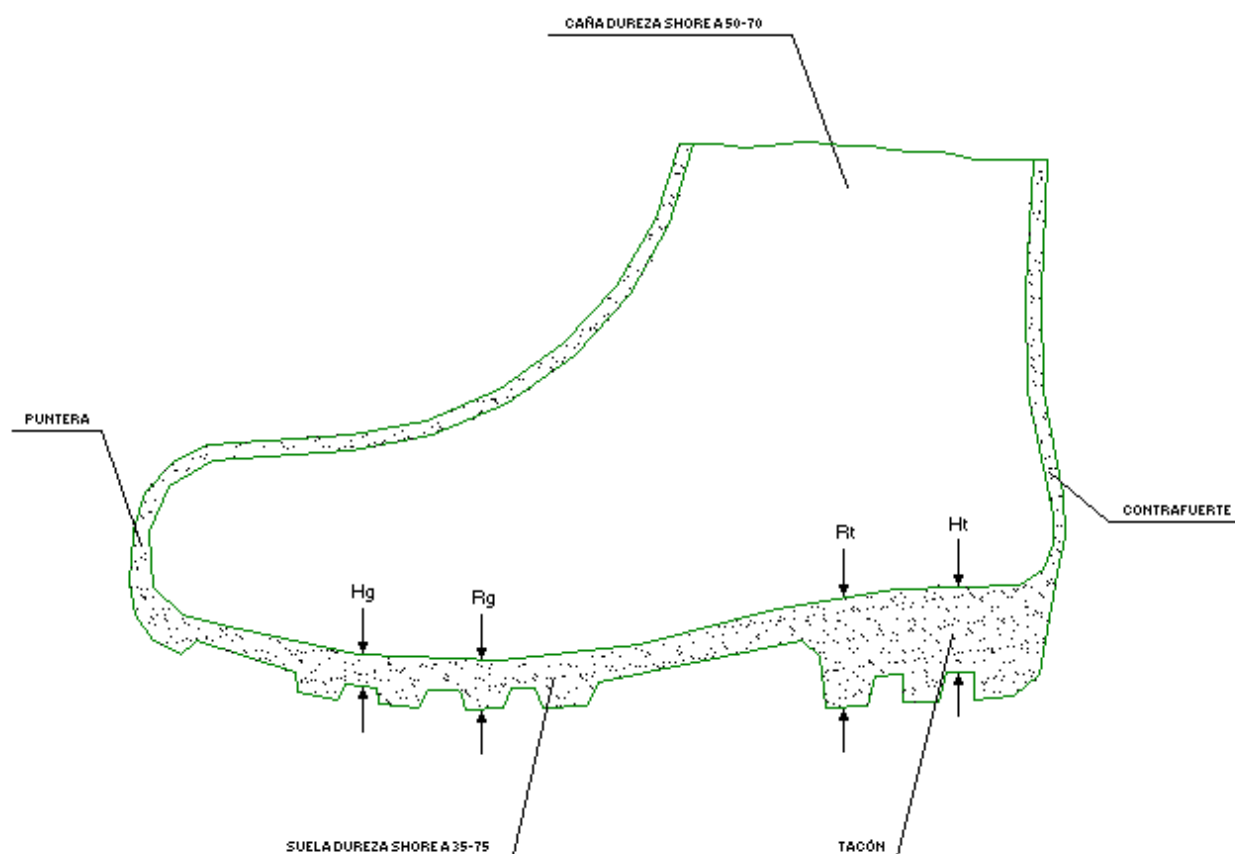 CAÑA DUREZA SHORE A 50-70
PUNTERA
CONTRAFUERTE
Rt
Ht
Hg
Rg
SUELA DUREZA SHORE A 35-75
TACÓN